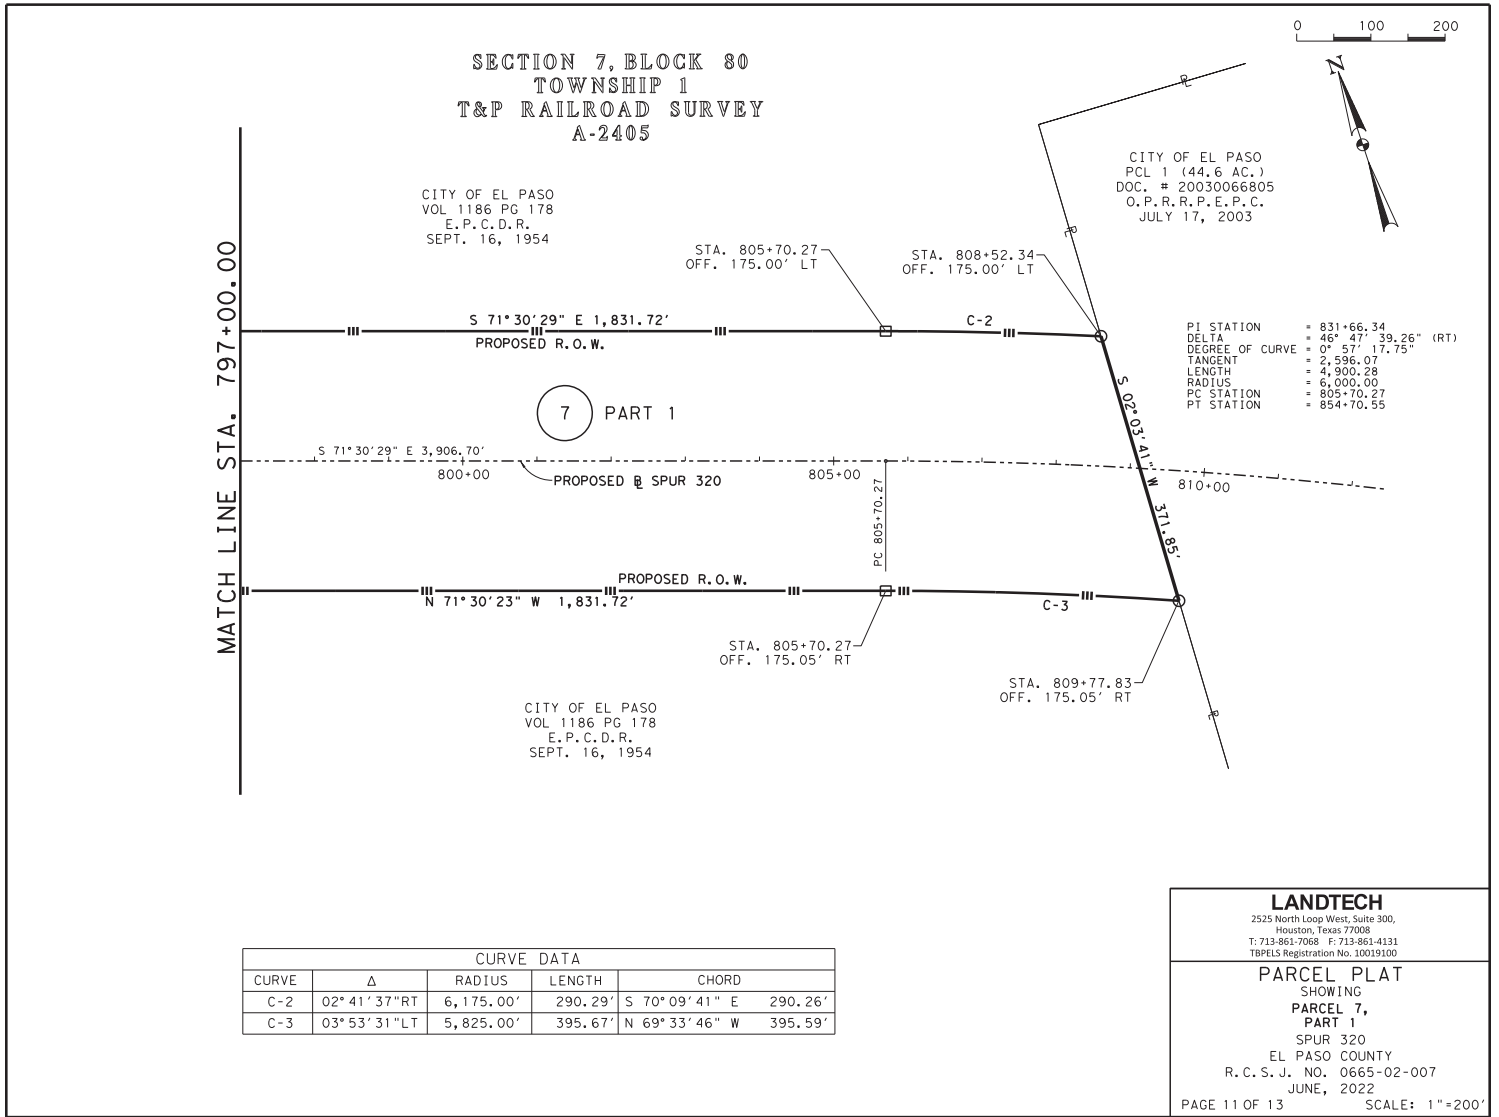 0 100 200
N
SECTION 7, BLOCK 80
TOWNSHIP 1
T&P RAILROAD SURVEY
A-2405
CITY OF EL PASO
VOL 1186 PG 178
E.P.C.D.R.
SEPT. 16, 1954
CITY OF EL PASO
PCL 1 (44.6 AC.)
DOC. # 20030066805
O.P.R.R.P.E.P.C.
JULY 17, 2003
STA. 805+70.27
OFF. 175.00' LT
STA. 808+52.34
OFF. 175.00' LT
MATCH LINE STA. 797+00.00
S 71°30'29" E 1,831.72'
PROPOSED R.O.W.
C-2
PI STATION = 831+66.34
DELTA = 46° 47' 39.26" (RT)
DEGREE OF CURVE = 0° 57' 17.75"
TANGENT = 2,596.07
LENGTH = 4,900.28
RADIUS = 6,000.00
PC STATION = 805+70.27
PT STATION = 854+70.55
7 PART 1
S 02°03'41" W 371.85'
S 71°30'29" E 3,906.70'
800+00
PROPOSED BL SPUR 320
805+00
810+00
PC 805+70.27
PROPOSED R.O.W.
N 71°30'23" W 1,831.72'
C-3
STA. 805+70.27
OFF. 175.05' RT
STA. 809+77.83
OFF. 175.05' RT
CITY OF EL PASO
VOL 1186 PG 178
E.P.C.D.R.
SEPT. 16, 1954
CURVE DATA
CURVE Δ RADIUS LENGTH CHORD
C-2 02°41'37"RT 6,175.00' 290.29' S 70°09'41" E 290.26'
C-3 03°53'31"LT 5,825.00' 395.67' N 69°33'46" W 395.59'
LANDTECH
2525 North Loop West, Suite 300,
Houston, Texas 77008
T: 713-861-7068 F: 713-861-4131
TBPELS Registration No. 10019100
PARCEL PLAT
SHOWING
PARCEL 7,
PART 1
SPUR 320
EL PASO COUNTY
R.C.S.J. NO. 0665-02-007
JUNE, 2022
PAGE 11 OF 13 SCALE: 1"=200'